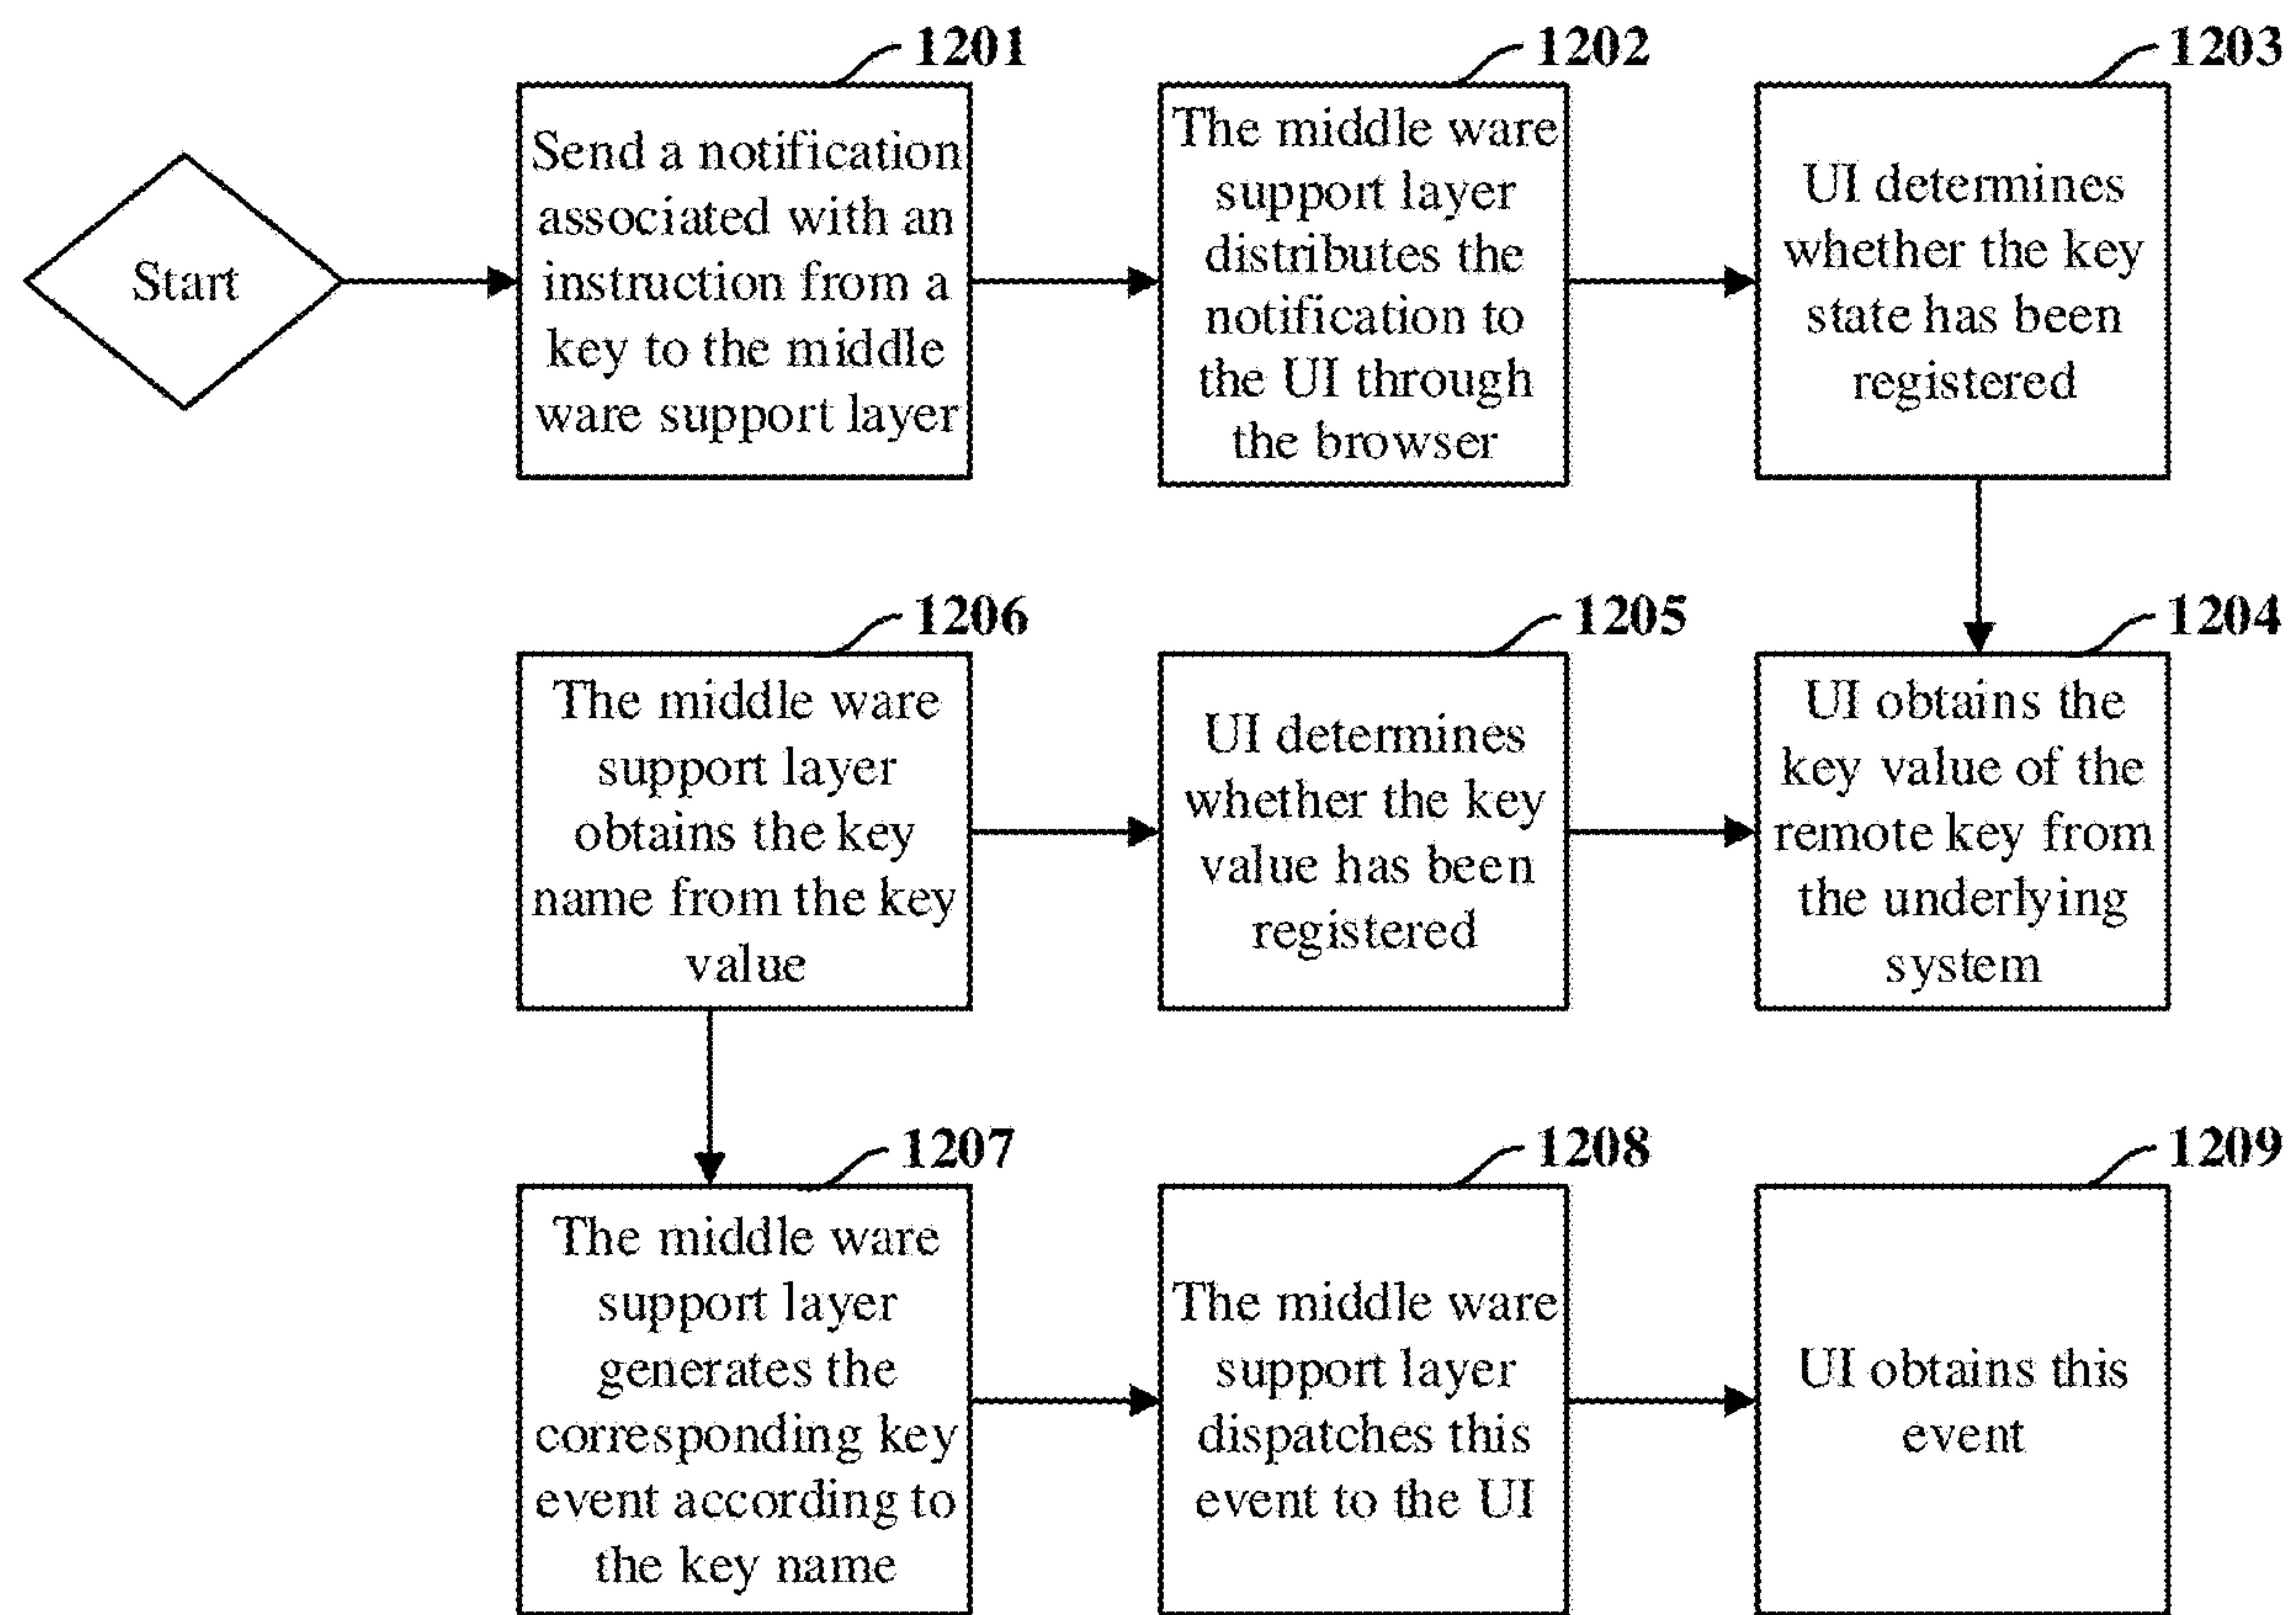 1201
1202
1203
Start
Send a notification
associated with an
instruction from a
key to the middle
ware support layer
The middle ware
support layer
distributes the
notification to
the UI through
the browser
UI determines
whether the key
state has been
registered
1206
1205
1204
The middle ware
support layer
obtains the key
name from the key
value
UI determines
whether the key
value has been
registered
UI obtains the
key value of the
remote key from
the underlying
system
1207
1208
1209
The middle ware
support layer
generates the
corresponding key
event according to
the key name
The middle ware
support layer
dispatches this
event to the UI
UI obtains this
event